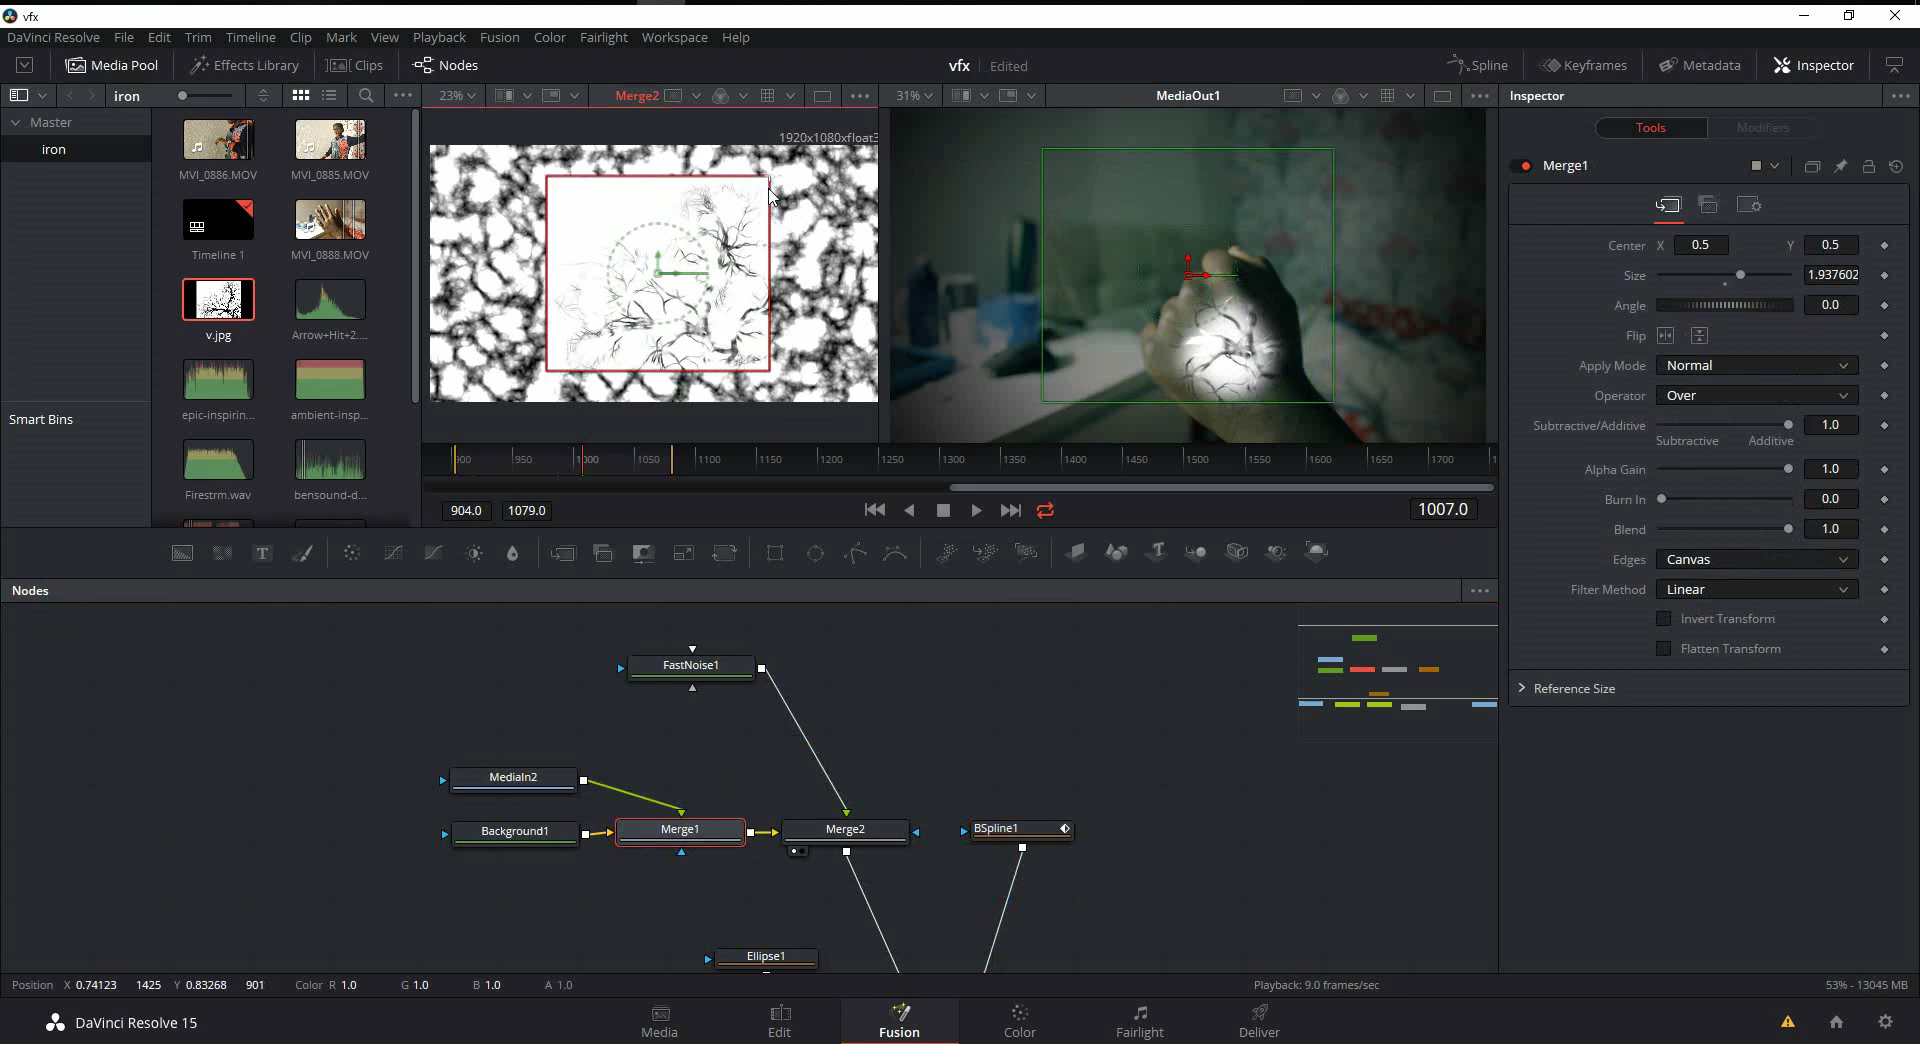 vfx
DaVinci Resolve File Edit Trim Timeline Clip Mark View Playback Fusion Color Fairlight Workspace Help
Media Pool Effects Library Clips Nodes vfx Edited Spline Keyframes Metadata Inspector
iron 23% Merge2 31% MediaOut1 Inspector
Master
iron
Smart Bins
MVI_0886.MOV MVI_0885.MOV
Timeline 1 MVI_0888.MOV
v.jpg Arrow+Hit+2....
epic-inspirin... ambient-insp...
Firestrm.wav bensound-d...
1920x1080xfloat3
950 1000 1050 1100 1150 1200 1250 1300 1350 1400 1450 1500 1550 1600 1650 1700
904.0 1079.0 1007.0
Tools Modifiers
Merge1
Center X 0.5 Y 0.5
Size 1.937602
Angle 0.0
Flip
Apply Mode Normal
Operator Over
Subtractive/Additive 1.0
Subtractive Additive
Alpha Gain 1.0
Burn In 0.0
Blend 1.0
Edges Canvas
Filter Method Linear
Invert Transform
Flatten Transform
Reference Size
Nodes
FastNoise1
MediaIn2
Background1 Merge1 Merge2 BSpline1
Ellipse1
Position X 0.74123 1425 Y 0.83268 901 Color R 1.0 G 1.0 B 1.0 A 1.0 Playback: 9.0 frames/sec 53% - 13045 MB
DaVinci Resolve 15 Media Edit Fusion Color Fairlight Deliver